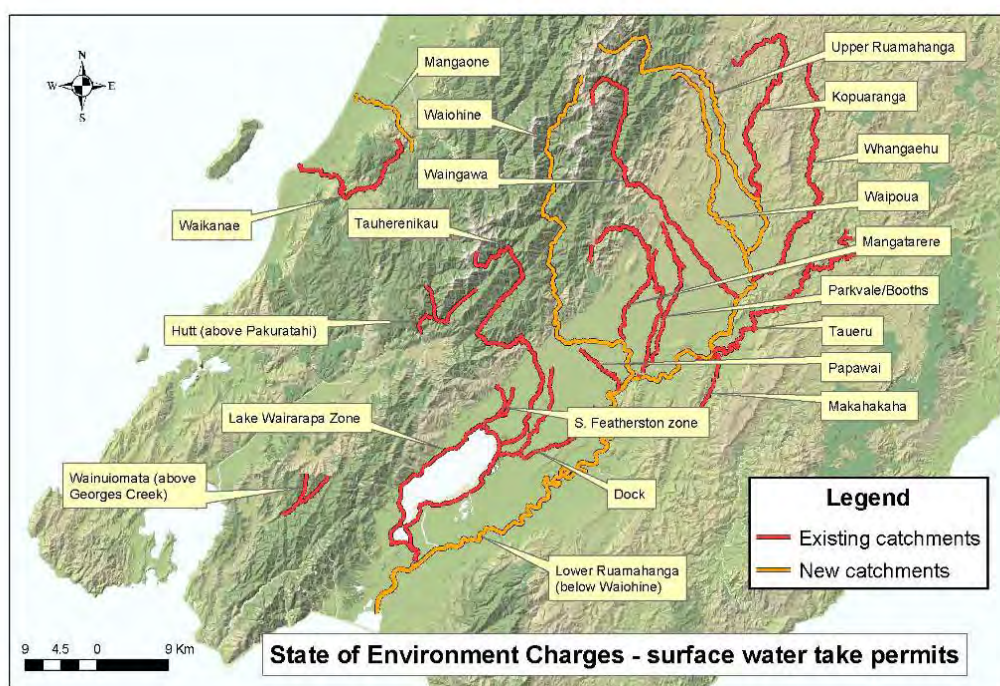 N
W E
S
Mangaone
Waiohine
Waingawa
Waikanae
Tauherenikau
Hutt (above Pakuratahi)
Lake Wairarapa Zone
Wainuiomata (above
Georges Creek)
Upper Ruamahanga
Kopuaranga
Whangaehu
Waipoua
Mangatarere
Parkvale/Booths
Taueru
Papawai
Makahakaha
S. Featherston zone
Dock
Lower Ruamahanga
(below Waiohine)
Legend
Existing catchments
New catchments
9 4.5 0 9 Km
State of Environment Charges - surface water take permits